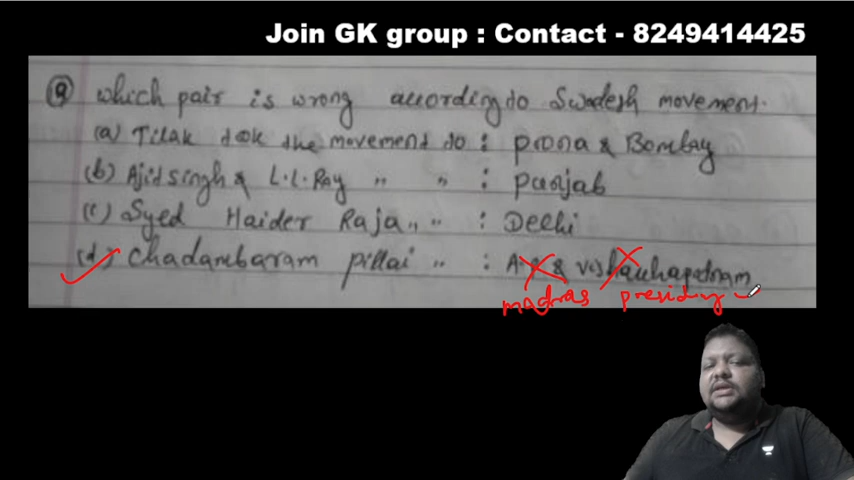 Join GK group : Contact - 8249414425
Q which pair is wrong according to Swadesh movement.
(a) Tilak took the movement to : poona & Bombay
(b) Ajit singh & L.L.Ray " " : punjab
(c) Syed Haider Raja " " : Delhi
(d) Chadambaram pillai " : & vishauhapatnam
madras presidency